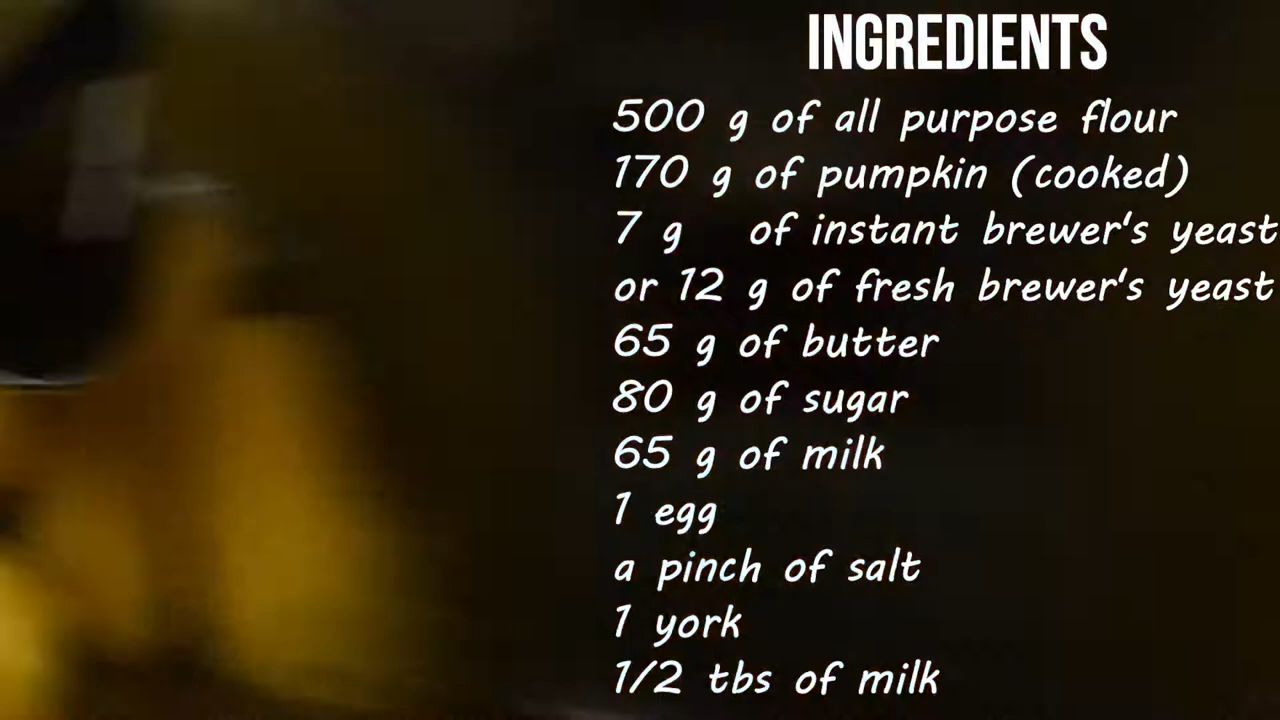 INGREDIENTS
500 g of all purpose flour
170 g of pumpkin (cooked)
7 g of instant brewer's yeast
or 12 g of fresh brewer's yeast
65 g of butter
80 g of sugar
65 g of milk
1 egg
a pinch of salt
1 york
1/2 tbs of milk